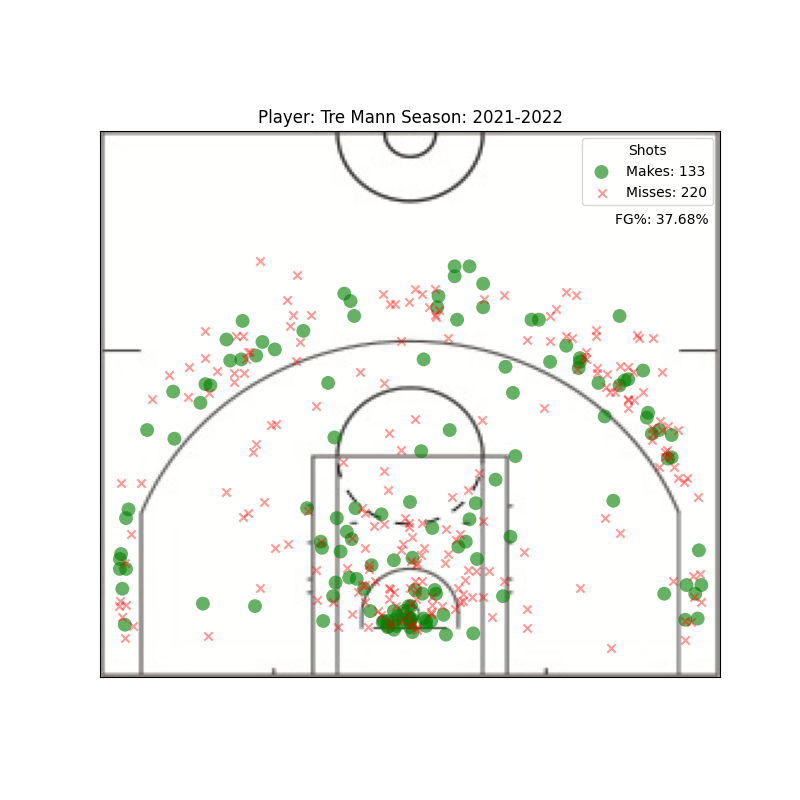 Player: Tre Mann Season: 2021-2022
Shots
Makes: 133
Misses: 220
FG%: 37.68%